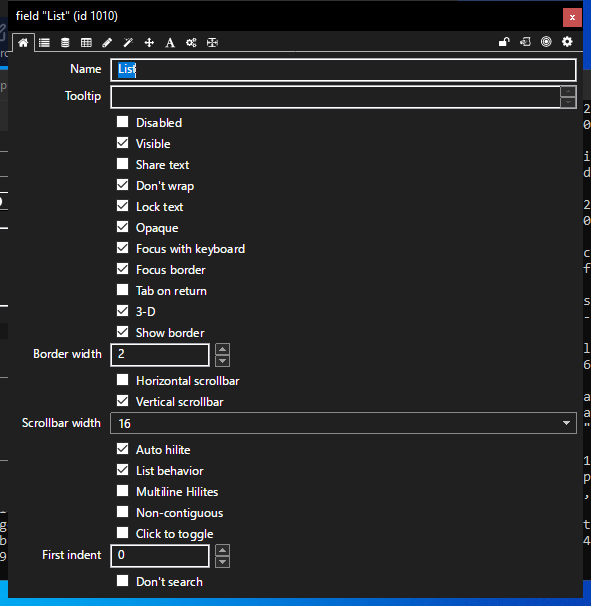 field "List" (id 1010)
x
A
Name List
Tooltip
Disabled
Visible
Share text
Don't wrap
Lock text
Opaque
Focus with keyboard
Focus border
Tab on return
3-D
Show border
Border width 2
Horizontal scrollbar
Vertical scrollbar
Scrollbar width 16
Auto hilite
List behavior
Multiline Hilites
Non-contiguous
Click to toggle
First indent 0
Don't search